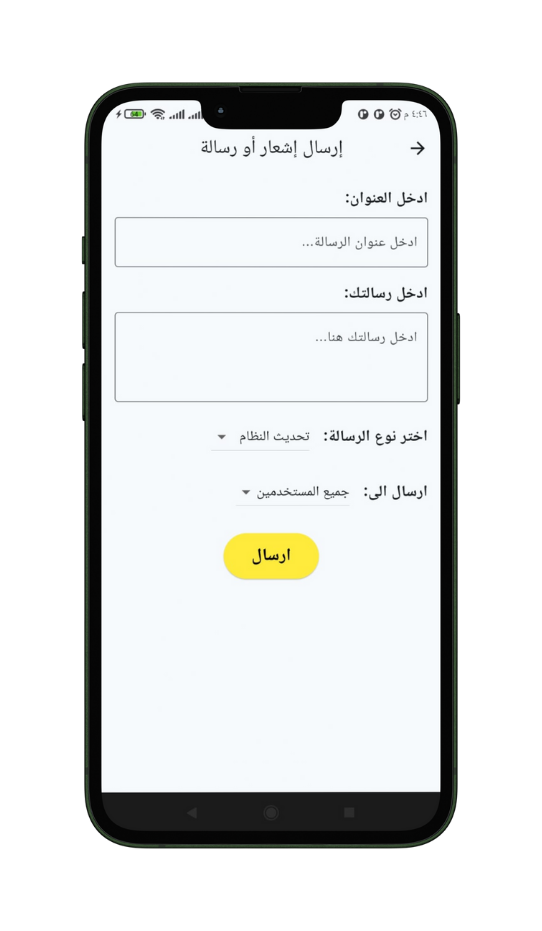 ٤:٤٦ م
64
إرسال إشعار أو رسالة
ادخل العنوان:
ادخل عنوان الرسالة...
ادخل رسالتك:
ادخل رسالتك هنا...
اختر نوع الرسالة: تحديث النظام
ارسال الى: جميع المستخدمين
ارسال